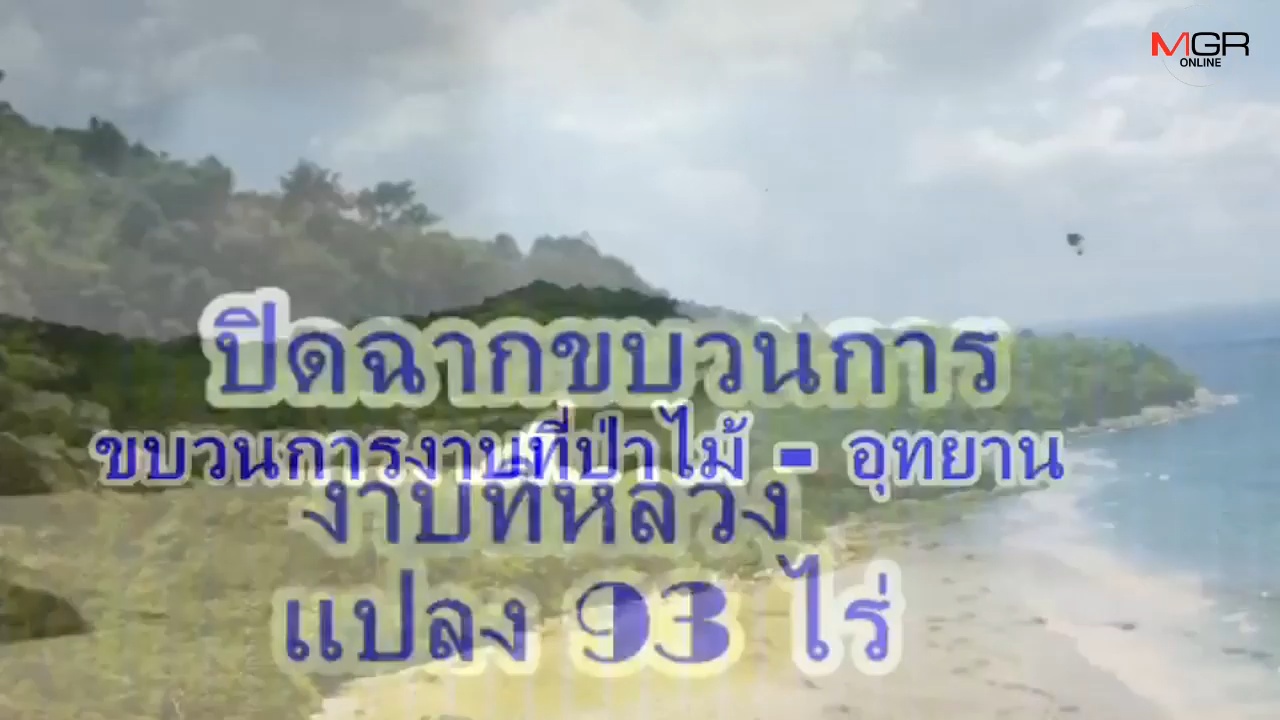 MGR
ONLINE
ปิดฉากขบวนการ
ขบวนการงาบที่ป่าไม้ - อุทยาน
งาบที่หลวง
แปลง 93 ไร่